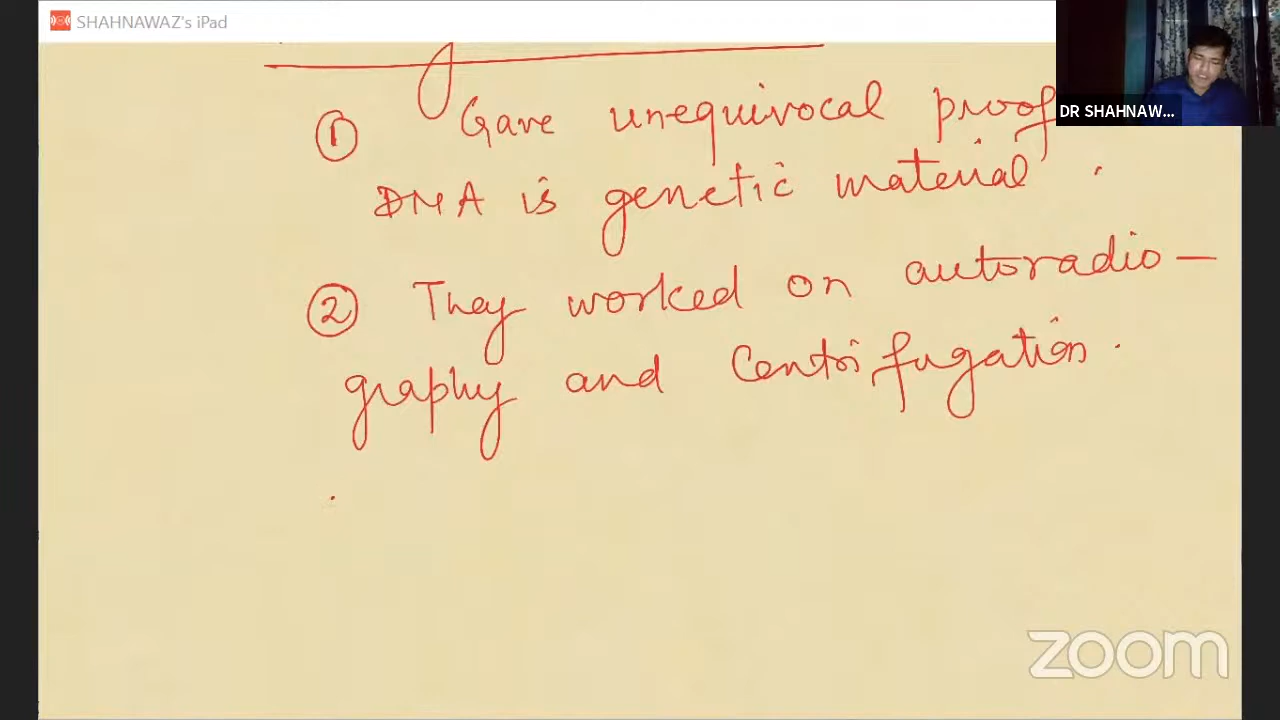 SHAHNAWAZ's iPad
DR SHAHNAW...
① Gave unequivocal proof
DNA is genetic material .
② They worked on autoradio-
graphy and Centrifugation .
zoom